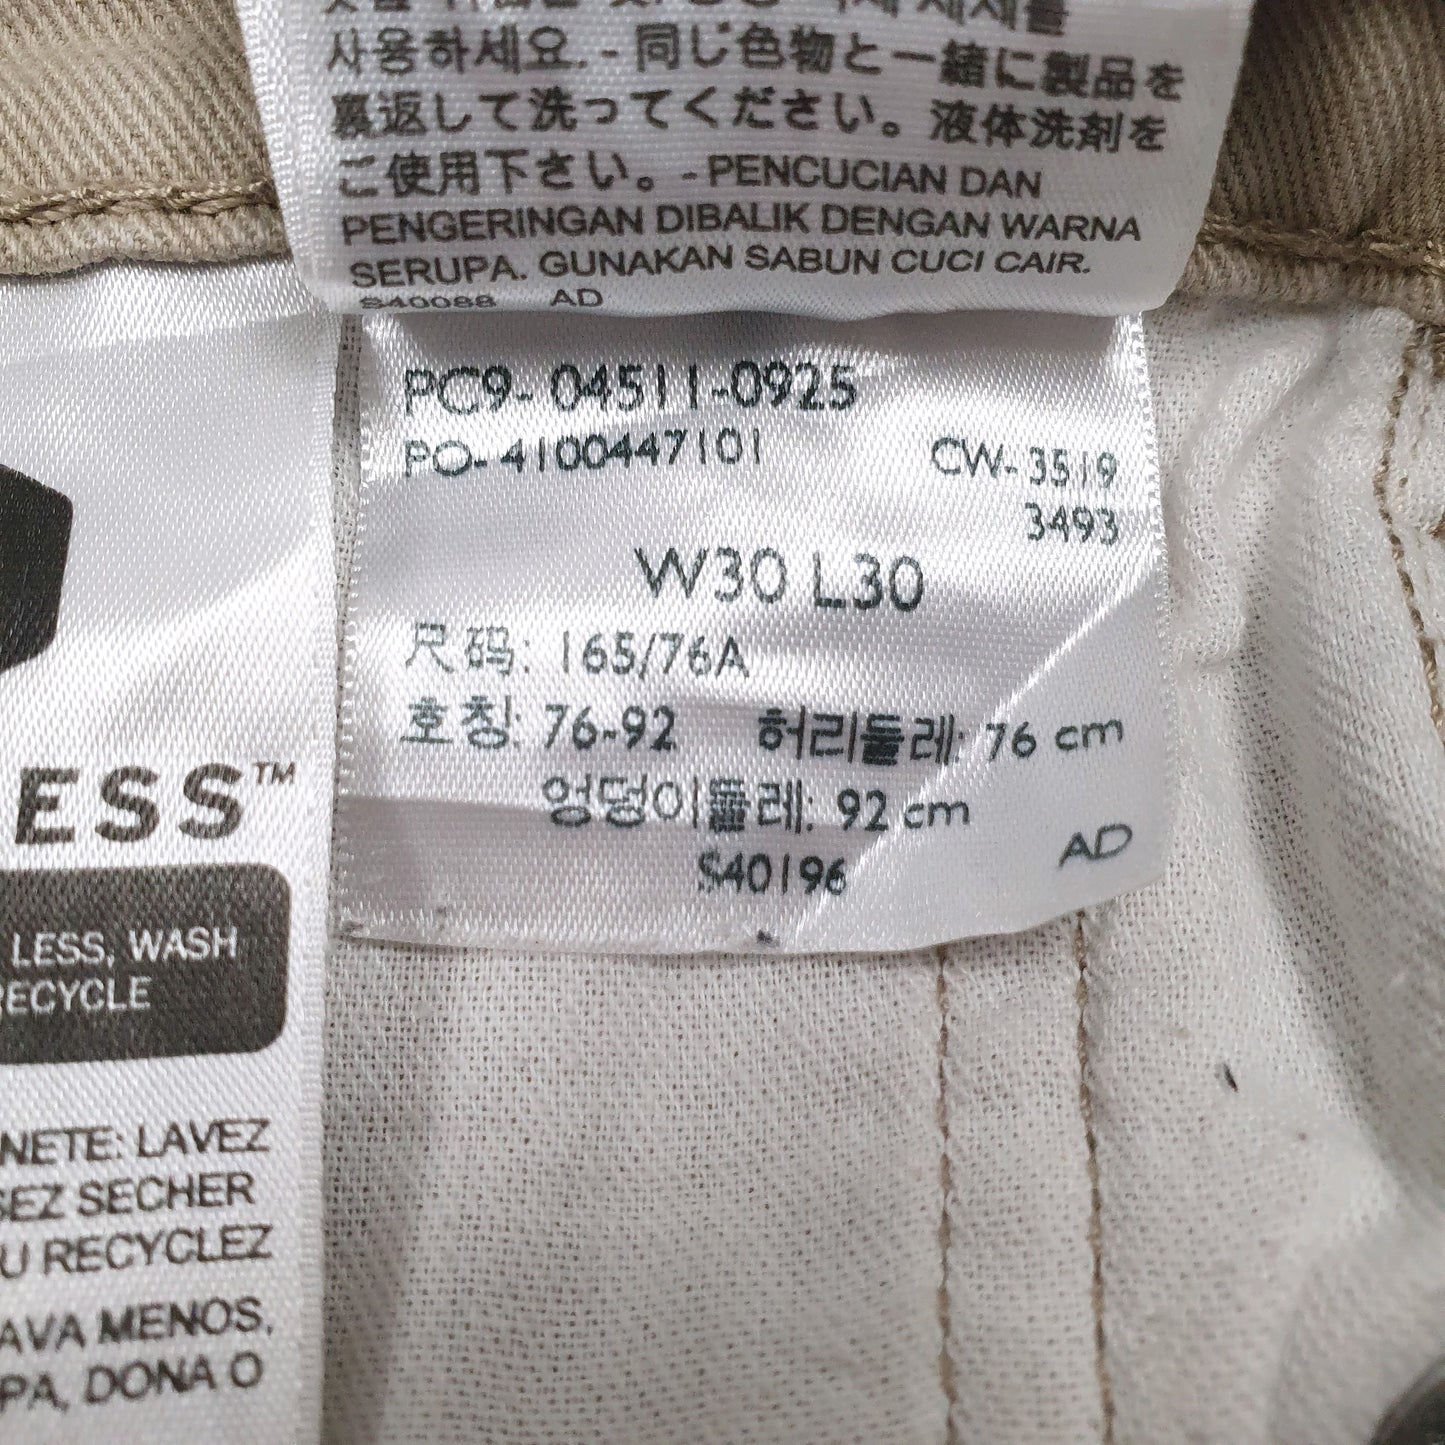 사용하세요. - 同じ色物と一緒に製品を
裏返して洗ってください。液体洗剤を
ご使用下さい。- PENCUCIAN DAN
PENGERINGAN DIBALIK DENGAN WARNA
SERUPA. GUNAKAN SABUN CUCI CAIR.
S40088 AD
PC9- 04511-0925
PO- 4100447101 CW- 3519
3493
W30 L30
尺码: 165/76A
호칭: 76-92 허리둘레: 76 cm
엉덩이둘레: 92 cm
S40196 AD
ESS™
LESS, WASH
RECYCLE
NETE: LAVEZ
SEZ SECHER
U RECYCLEZ
AVA MENOS,
PA, DONA O